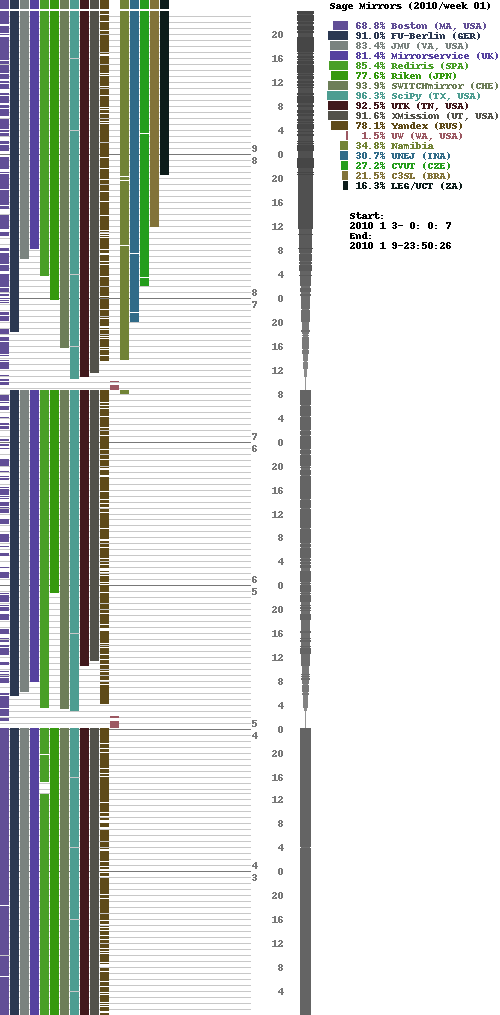 Sage Mirrors (2010/week 01)
68.8% Boston (MA, USA)
91.0% FU-Berlin (GER)
83.4% JMU (VA, USA)
81.4% Mirrorservice (UK)
85.4% Rediris (SPA)
77.6% Riken (JPN)
93.9% SWITCHmirror (CHE)
96.3% SciPy (TX, USA)
92.5% UTK (TN, USA)
91.6% XMission (UT, USA)
78.1% Yandex (RUS)
1.5% UW (WA, USA)
34.8% Namibia
30.7% UNEJ (INA)
27.2% CVUT (CZE)
21.5% C3SL (BRA)
16.3% LEG/UCT (ZA)
Start:
2010 1 3- 0: 0: 7
End:
2010 1 9-23:50:26
20
16
12
8
4
9
0
8
20
16
12
8
4
8
0
7
20
16
12
8
4
7
0
6
20
16
12
8
4
6
0
5
20
16
12
8
4
5
0
4
20
16
12
8
4
4
0
3
20
16
12
8
4